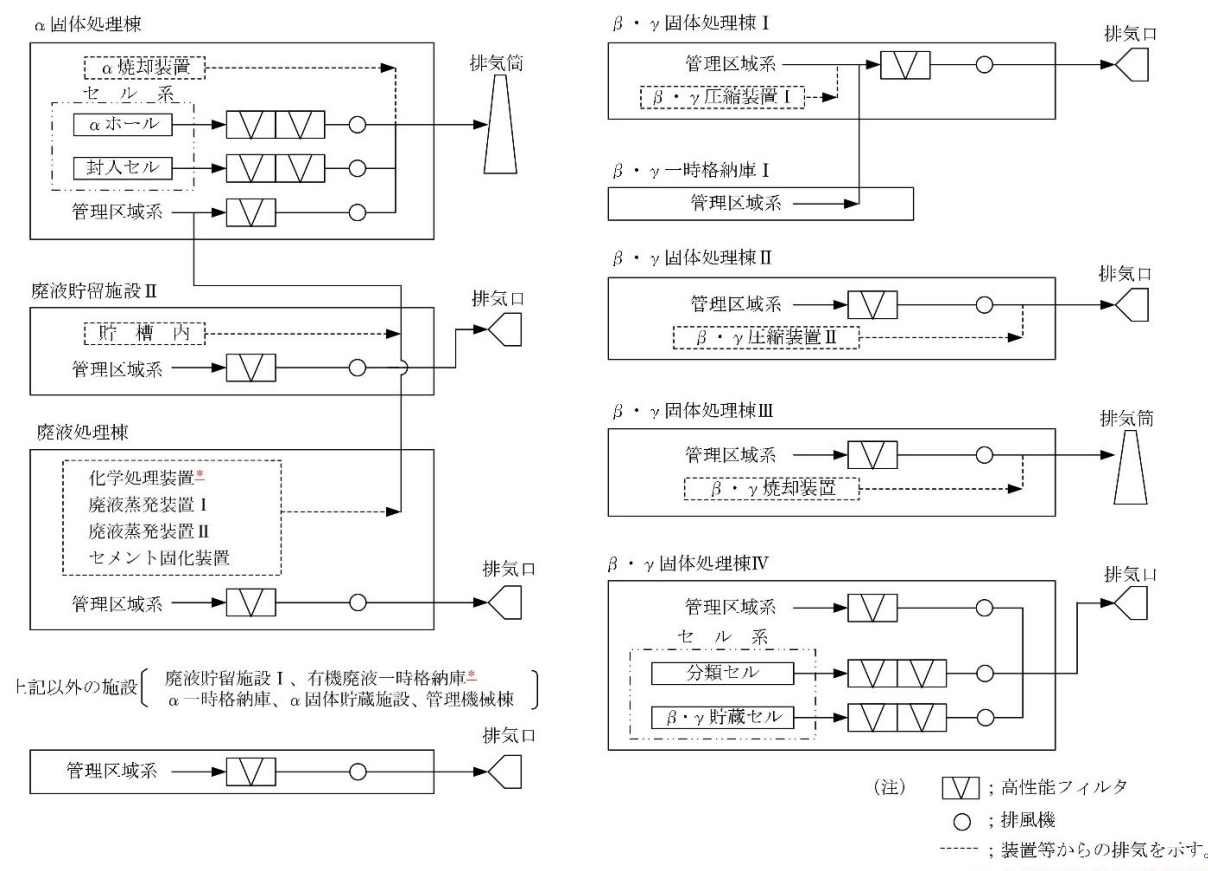 α固体処理棟
α焼却装置
セル系
αホール
封入セル
管理区域系
排気筒
廃液貯留施設Ⅱ
貯槽内
管理区域系
排気口
廃液処理棟
化学処理装置*
廃液蒸発装置Ⅰ
廃液蒸発装置Ⅱ
セメント固化装置
管理区域系
排気口
上記以外の施設
廃液貯留施設Ⅰ、有機廃液一時格納庫*
α一時格納庫、α固体貯蔵施設、管理機械棟
管理区域系
排気口
β・γ固体処理棟Ⅰ
管理区域系
β・γ圧縮装置Ⅰ
排気口
β・γ一時格納庫Ⅰ
管理区域系
β・γ固体処理棟Ⅱ
管理区域系
β・γ圧縮装置Ⅱ
排気口
β・γ固体処理棟Ⅲ
管理区域系
β・γ焼却装置
排気筒
β・γ固体処理棟Ⅳ
管理区域系
セル系
分類セル
β・γ貯蔵セル
排気口
(注)
;高性能フィルタ
;排風機
;装置等からの排気を示す。